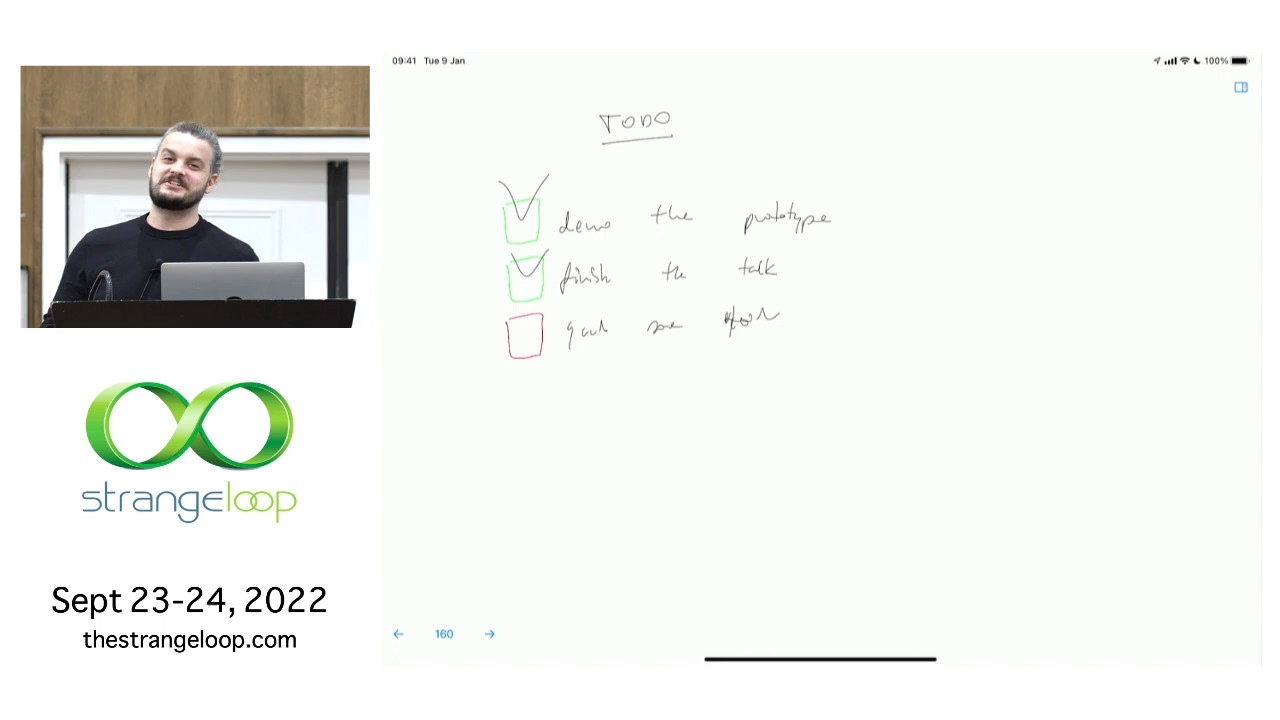 09:41 Tue 9 Jan 100%
TODO
demo the prototype
finish the talk
some
strangeloop
Sept 23-24, 2022
thestrangeloop.com
160